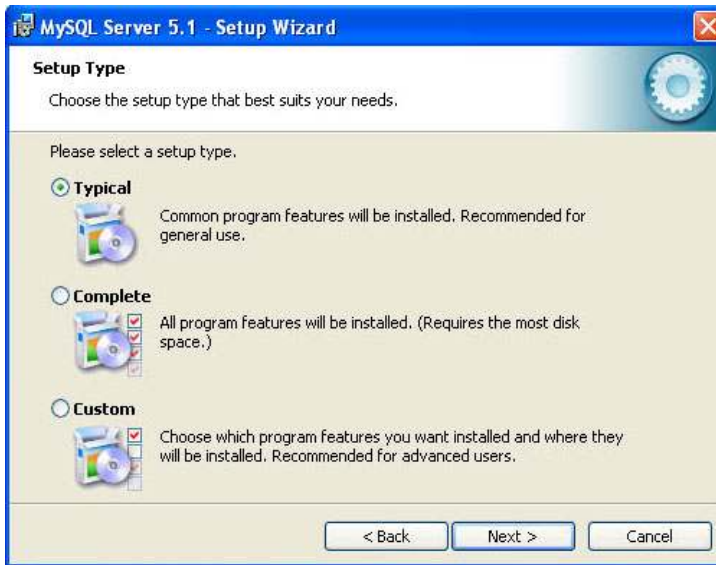 MySQL Server 5.1 - Setup Wizard
Setup Type
Choose the setup type that best suits your needs.
Please select a setup type.
Typical
Common program features will be installed. Recommended for
general use.
Complete
All program features will be installed. (Requires the most disk
space.)
Custom
Choose which program features you want installed and where they
will be installed. Recommended for advanced users.
< Back
Next >
Cancel